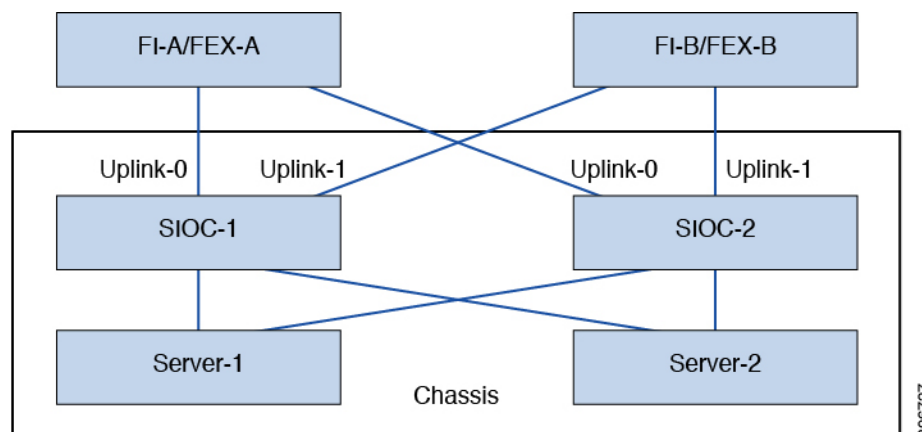 FI-A/FEX-A
FI-B/FEX-B
Uplink-0
Uplink-1
Uplink-0
Uplink-1
SIOC-1
SIOC-2
Server-1
Server-2
Chassis